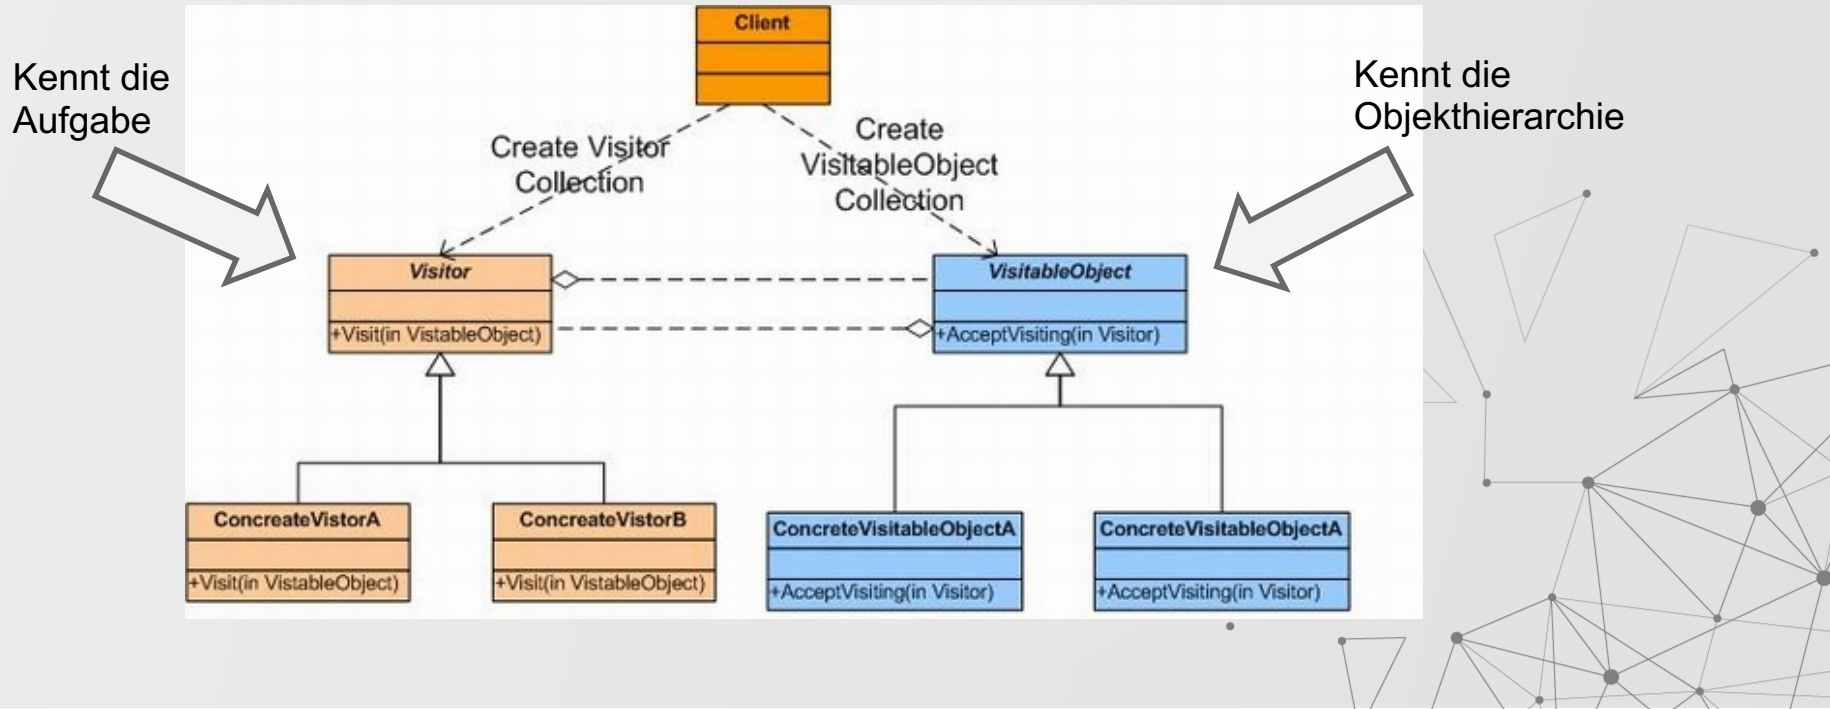 Client
Kennt die
Aufgabe
Kennt die
Objekthierarchie
Create Visitor
Collection
Create
VisitableObject
Collection
Visitor
+Visit(in VistableObject)
VisitableObject
+AcceptVisiting(in Visitor)
ConcreateVistorA
+Visit(in VistableObject)
ConcreateVistorB
+Visit(in VistableObject)
ConcreteVisitableObjectA
+AcceptVisiting(in Visitor)
ConcreteVisitableObjectA
+AcceptVisiting(in Visitor)